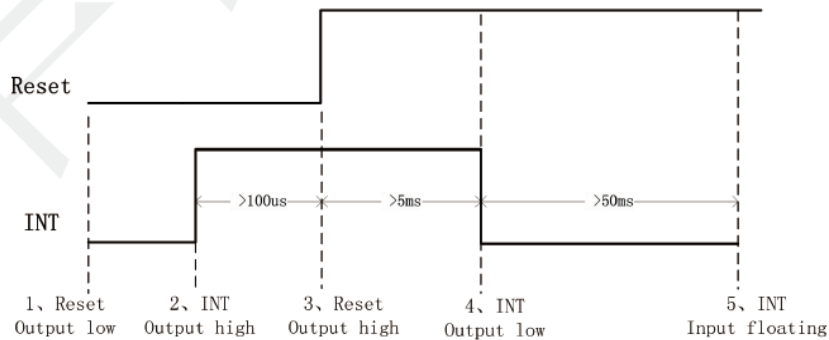 Reset
>100us
>5ms
>50ms
INT
1、Reset
Output low
2、INT
Output high
3、Reset
Output high
4、INT
Output low
5、INT
Input floating